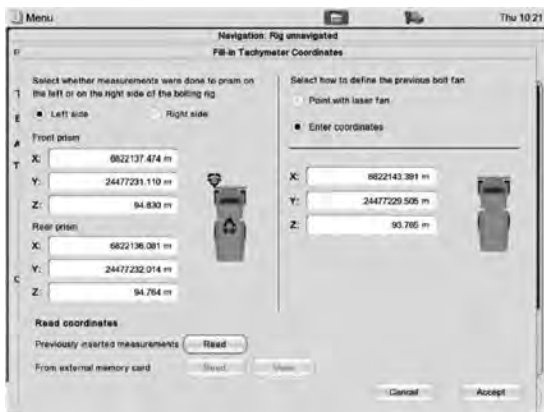 Menu
Thu 10:21
Navigation: Rig unnavigated
Fill-in Tachymeter Coordinates
Select whether measurements were done to prism on
the left or on the right side of the bolting rig
Left side
Right side
Front prism
X: 6822137.474 m
Y: 24477231.110 m
Z: 94.830 m
Rear prism
X: 6822136.081 m
Y: 24477232.014 m
Z: 94.764 m
Select how to define the previous bolt fan
Point with laser fan
Enter coordinates
X: 6822143.391 m
Y: 24477229.505 m
Z: 93.765 m
Read coordinates
Previously inserted measurements Read
From external memory card Read
Cancel
Accept